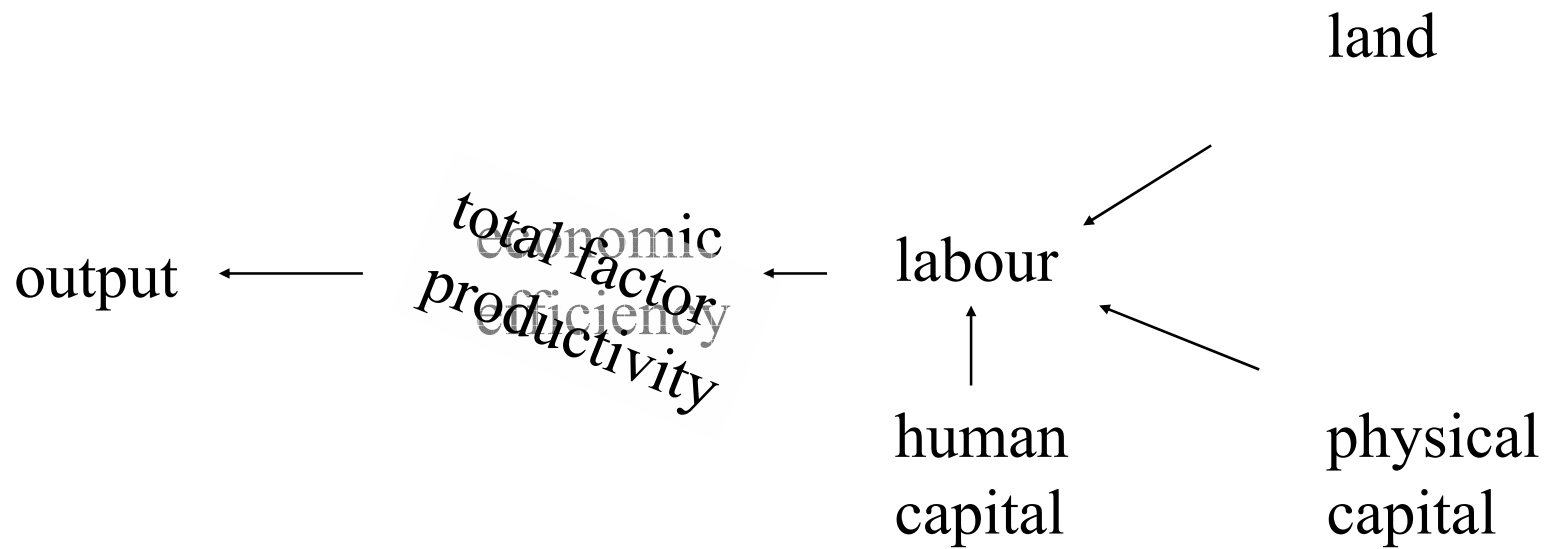 land
total factor
productivity
economic
efficiency
output
labour
human
capital
physical
capital